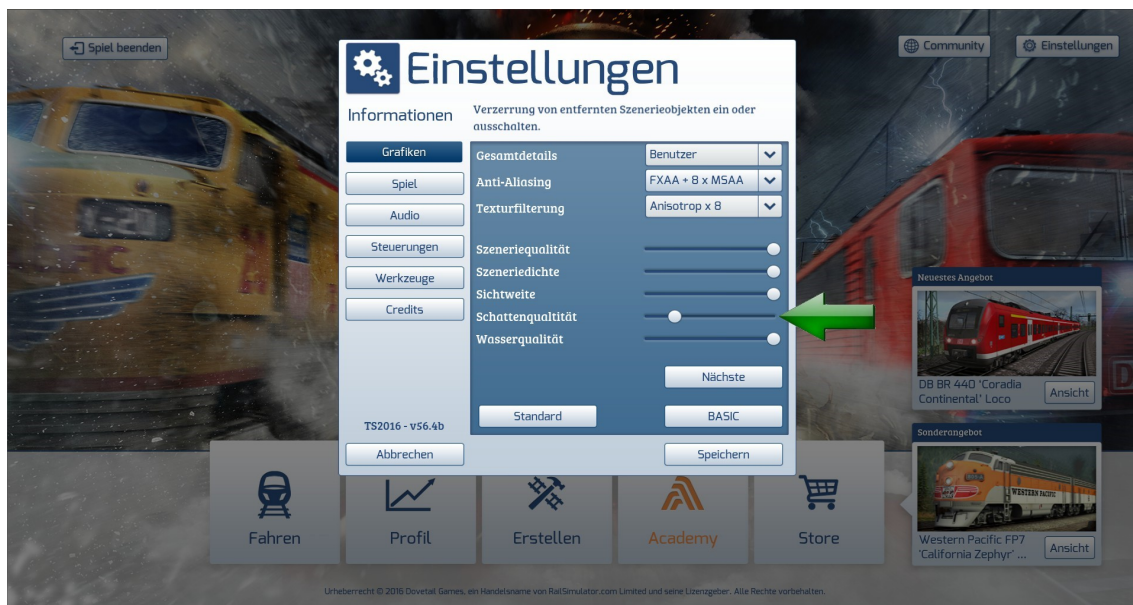 Spiel beenden
Community
Einstellungen
Einstellungen
Informationen
Verzerrung von entfernten Szenerieobjekten ein oder
ausschalten.
Grafiken
Spiel
Audio
Steuerungen
Werkzeuge
Credits
TS2016 - v56.4b
Abbrechen
Gesamtdetails
Benutzer
Anti-Aliasing
FXAA + 8 x MSAA
Texturfilterung
Anisotrop x 8
Szeneriequalität
Szeneriedichte
Sichtweite
Schattenqualtität
Wasserqualität
Nächste
Standard
BASIC
Speichern
Neuestes Angebot
DB BR 440 'Coradia
Continental' Loco
Ansicht
Sonderangebot
WESTERN PACIFIC
Western Pacific FP7
'California Zephyr' ...
Ansicht
Fahren
Profil
Erstellen
Academy
Store
Urheberrecht © 2016 Dovetail Games, ein Handelsname von RailSimulator.com Limited und seine Lizenzgeber. Alle Rechte vorbehalten.